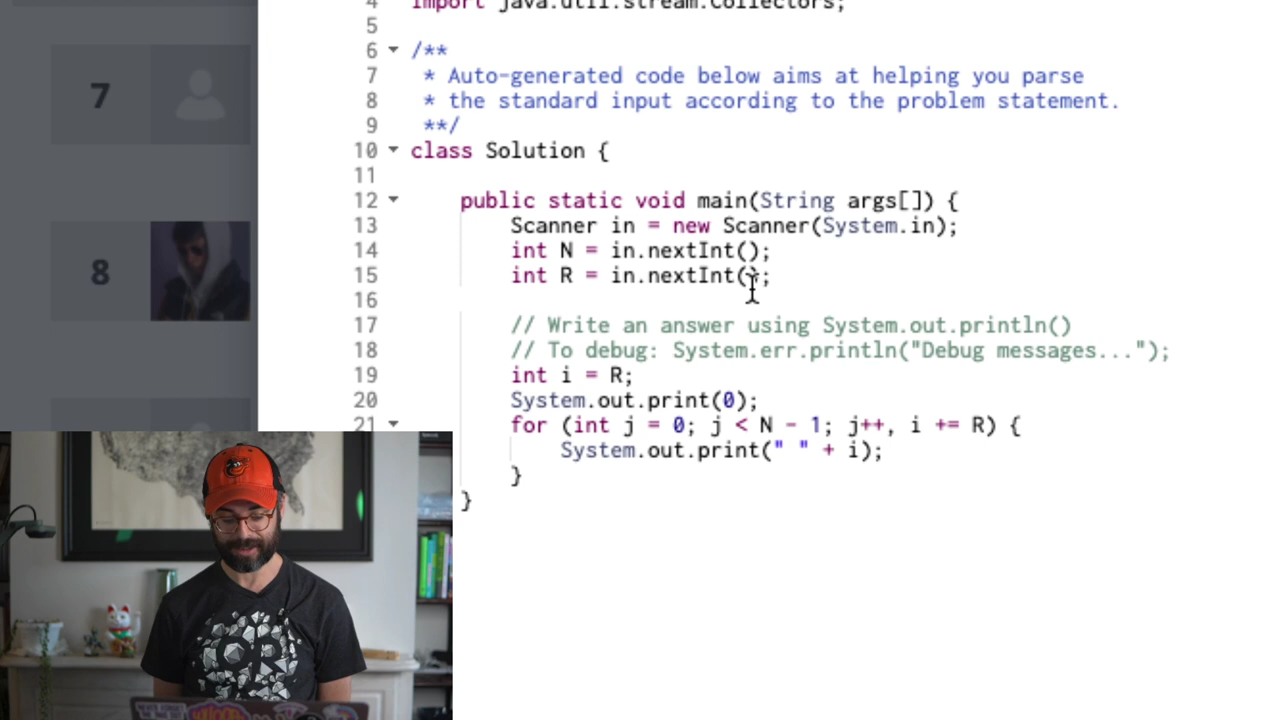 4 import java.util.stream.Collectors;
5
6 /**
7 * Auto-generated code below aims at helping you parse
8 * the standard input according to the problem statement.
9 **/
10 class Solution {
11
12 public static void main(String args[]) {
13 Scanner in = new Scanner(System.in);
14 int N = in.nextInt();
15 int R = in.nextInt();
16
17 // Write an answer using System.out.println()
18 // To debug: System.err.println("Debug messages...");
19 int i = R;
20 System.out.print(0);
21 for (int j = 0; j < N - 1; j++, i += R) {
System.out.print(" " + i);
}
}
7
8